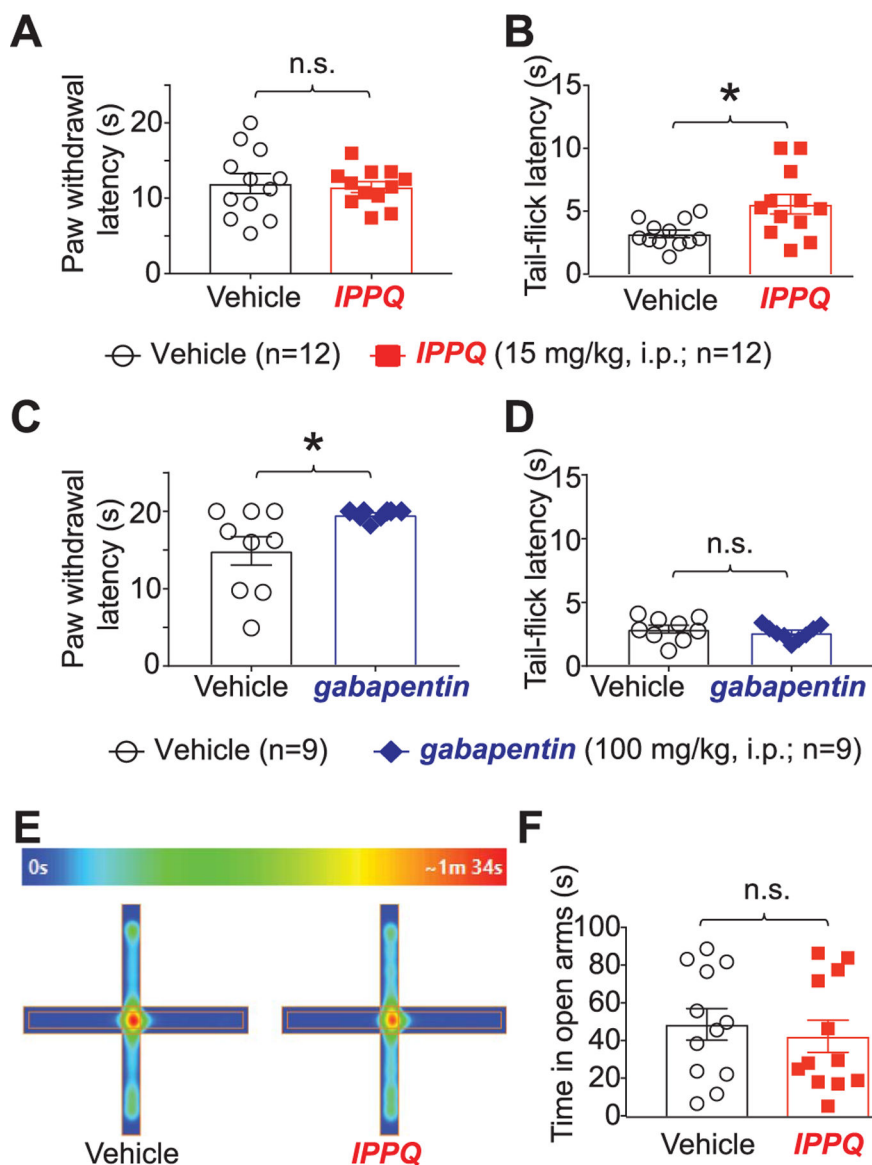 A
Paw withdrawal
latency (s)
20
10
0
n.s.
Vehicle
IPPQ
B
Tail-flick latency (s)
15
10
5
0
*
Vehicle
IPPQ
Vehicle (n=12)
IPPQ (15 mg/kg, i.p.; n=12)
C
Paw withdrawal
latency (s)
20
10
0
*
Vehicle
gabapentin
D
Tail-flick latency (s)
15
10
5
0
n.s.
Vehicle
gabapentin
Vehicle (n=9)
gabapentin (100 mg/kg, i.p.; n=9)
E
0s
~1m 34s
Vehicle
IPPQ
F
Time in open arms (s)
100
80
60
40
20
0
n.s.
Vehicle
IPPQ